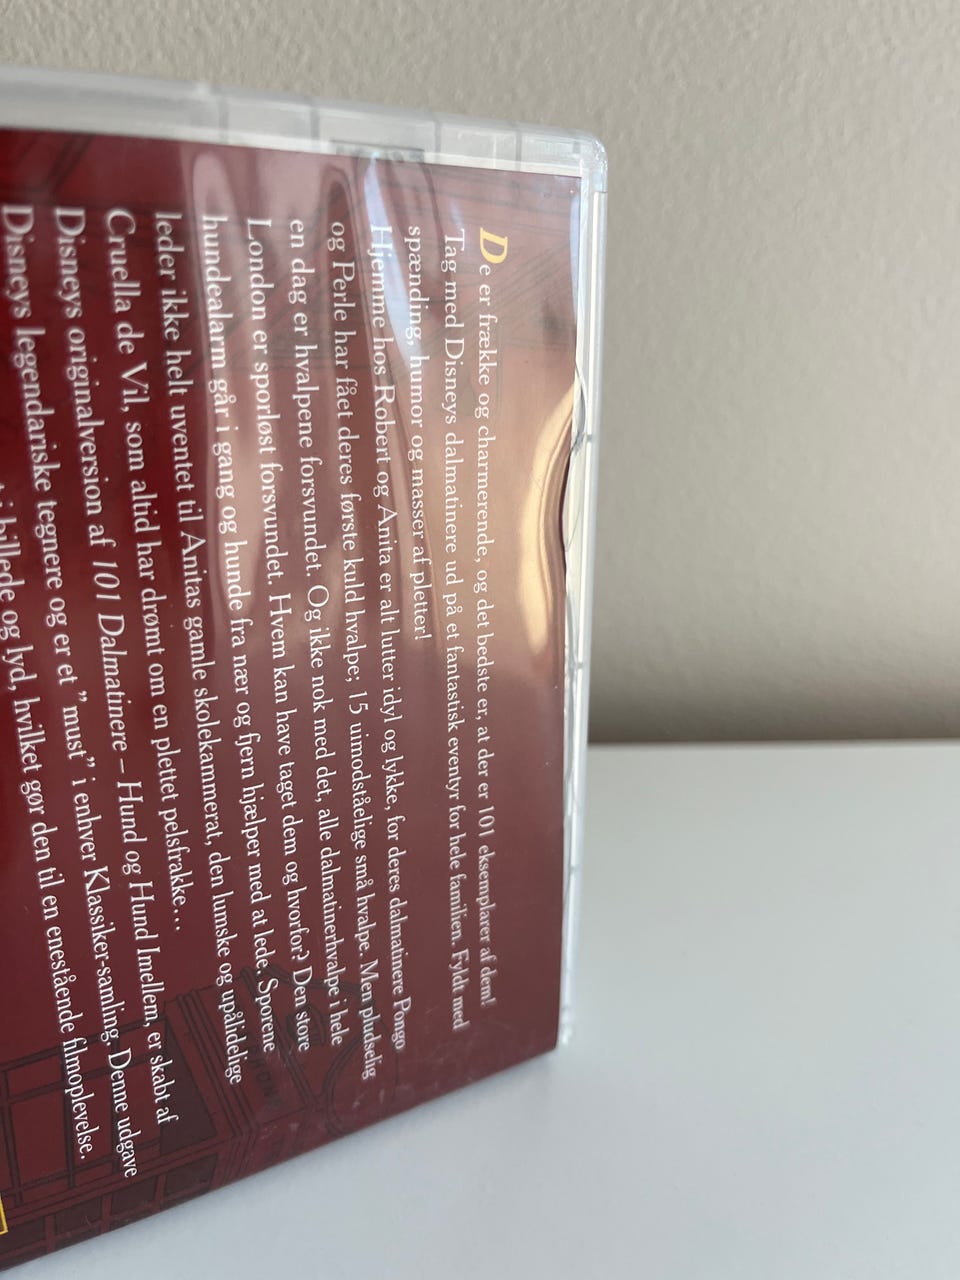 De er frække og charmerende, og det bedste er, at der er 101 eksemplarer af dem!
Tag med Disneys dalmatinere ud på et fantastisk eventyr for hele familien. Fyldt med
spænding, humor og masser af pletter!
Hjemme hos Robert og Anita er alt lutter idyl og lykke, for deres dalmatinere Pongo
og Perle har fået deres første kuld hvalpe; 15 uimodståelige små hvalpe. Men pludselig
en dag er hvalpene forsvundet. Og ikke nok med det, alle dalmatinerhvalpe i hele
London er sporløst forsvundet. Hvem kan have taget dem og hvorfor? Den store
hundealarm går i gang og hunde fra nær og fjern hjælper med at lede. Sporene
leder ikke helt uventet til Anitas gamle skolekammerat, den lumske og upålidelige
Cruella de Vil, som altid har drømt om en plettet pelsfrakke...
Disneys originalversion af 101 Dalmatinere – Hund og Hund Imellem, er skabt af
Disneys legendariske tegnere og er et ” must” i enhver Klassiker-samling. Denne udgave
i billede og lyd, hvilket gør den til en enestående filmoplevelse.